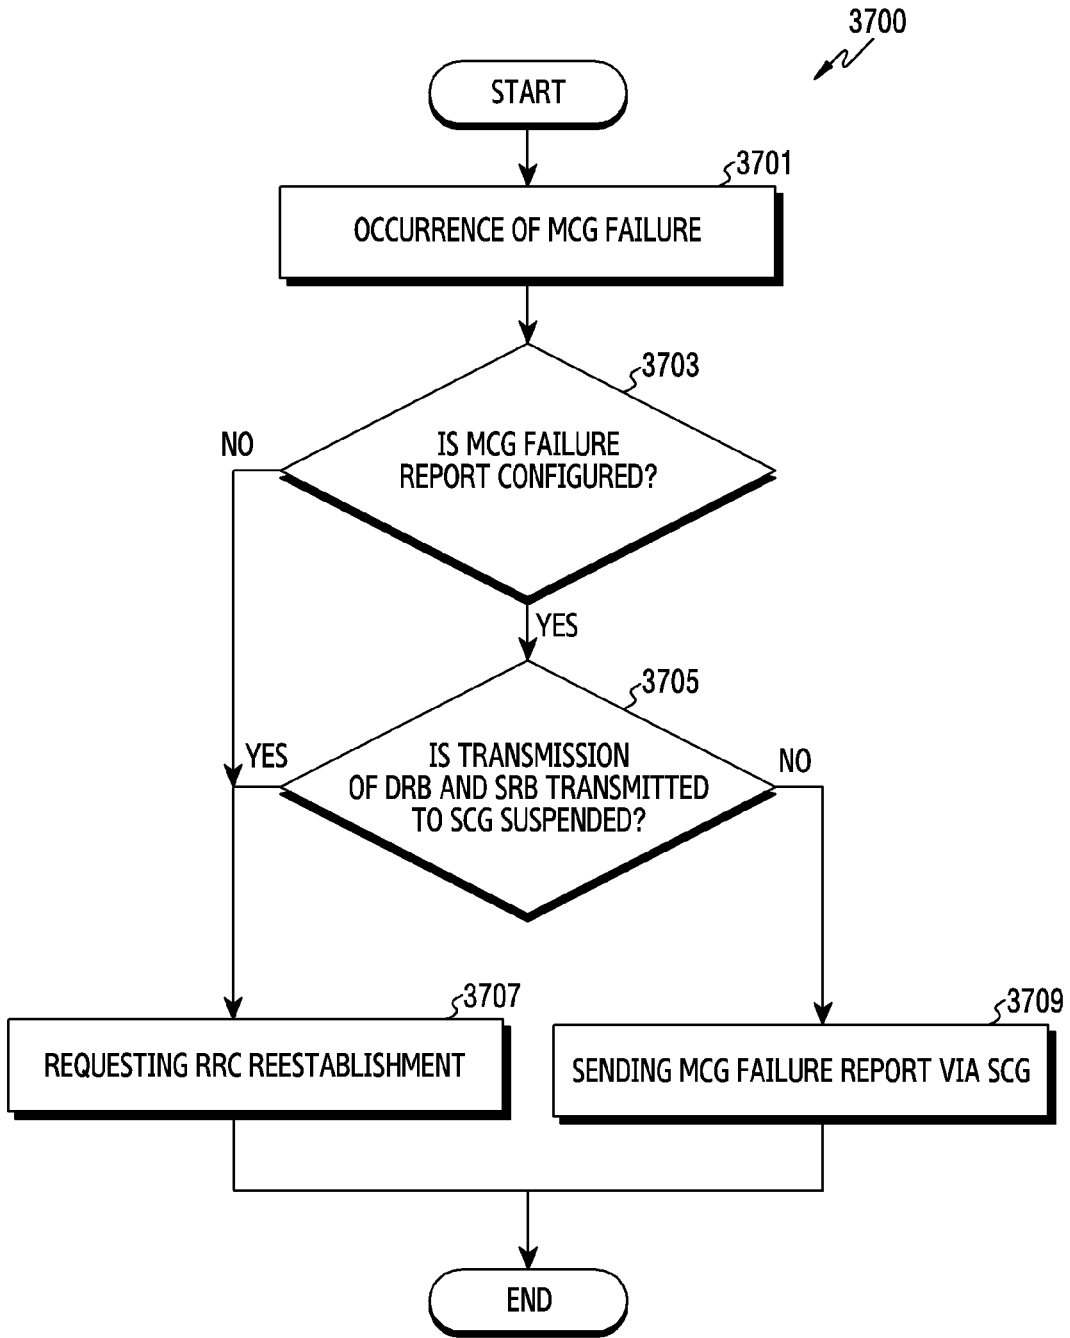 3700
START
3701
OCCURRENCE OF MCG FAILURE
3703
NO
IS MCG FAILURE
REPORT CONFIGURED?
YES
3705
YES
IS TRANSMISSION
OF DRB AND SRB TRANSMITTED
TO SCG SUSPENDED?
NO
3707
REQUESTING RRC REESTABLISHMENT
3709
SENDING MCG FAILURE REPORT VIA SCG
END